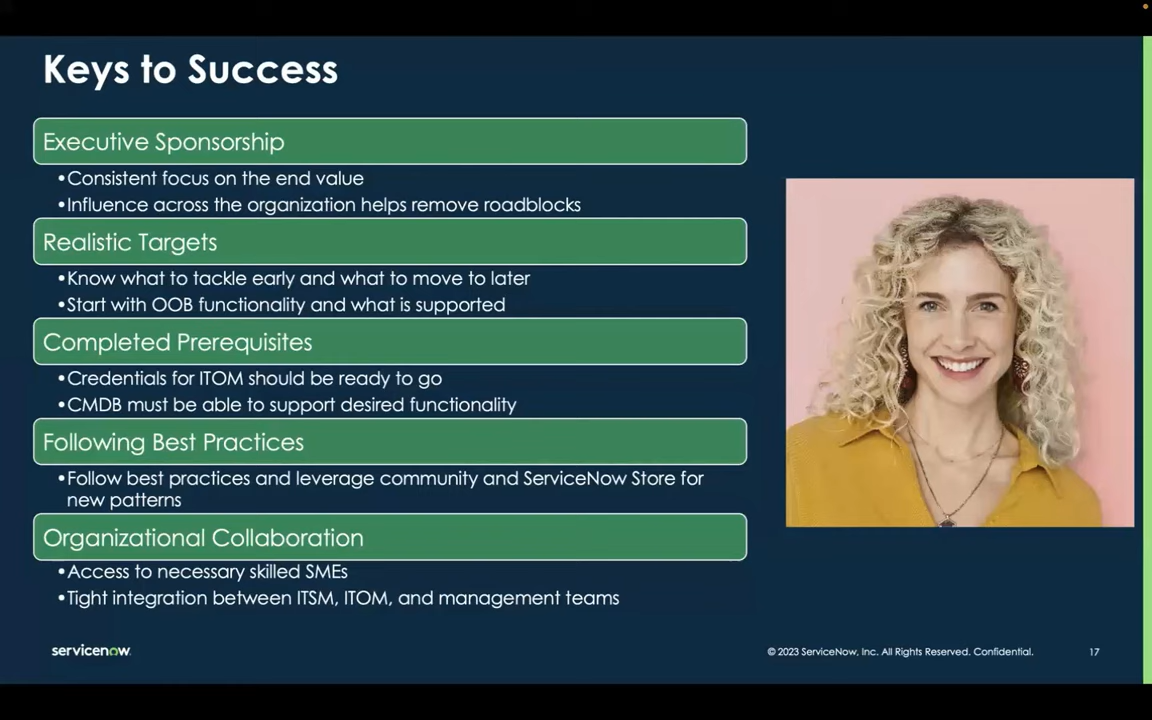 Keys to Success
Executive Sponsorship
•Consistent focus on the end value
•Influence across the organization helps remove roadblocks
Realistic Targets
•Know what to tackle early and what to move to later
•Start with OOB functionality and what is supported
Completed Prerequisites
•Credentials for ITOM should be ready to go
•CMDB must be able to support desired functionality
Following Best Practices
•Follow best practices and leverage community and ServiceNow Store for
new patterns
Organizational Collaboration
•Access to necessary skilled SMEs
•Tight integration between ITSM, ITOM, and management teams
servicenow
© 2023 ServiceNow, Inc. All Rights Reserved. Confidential.
17